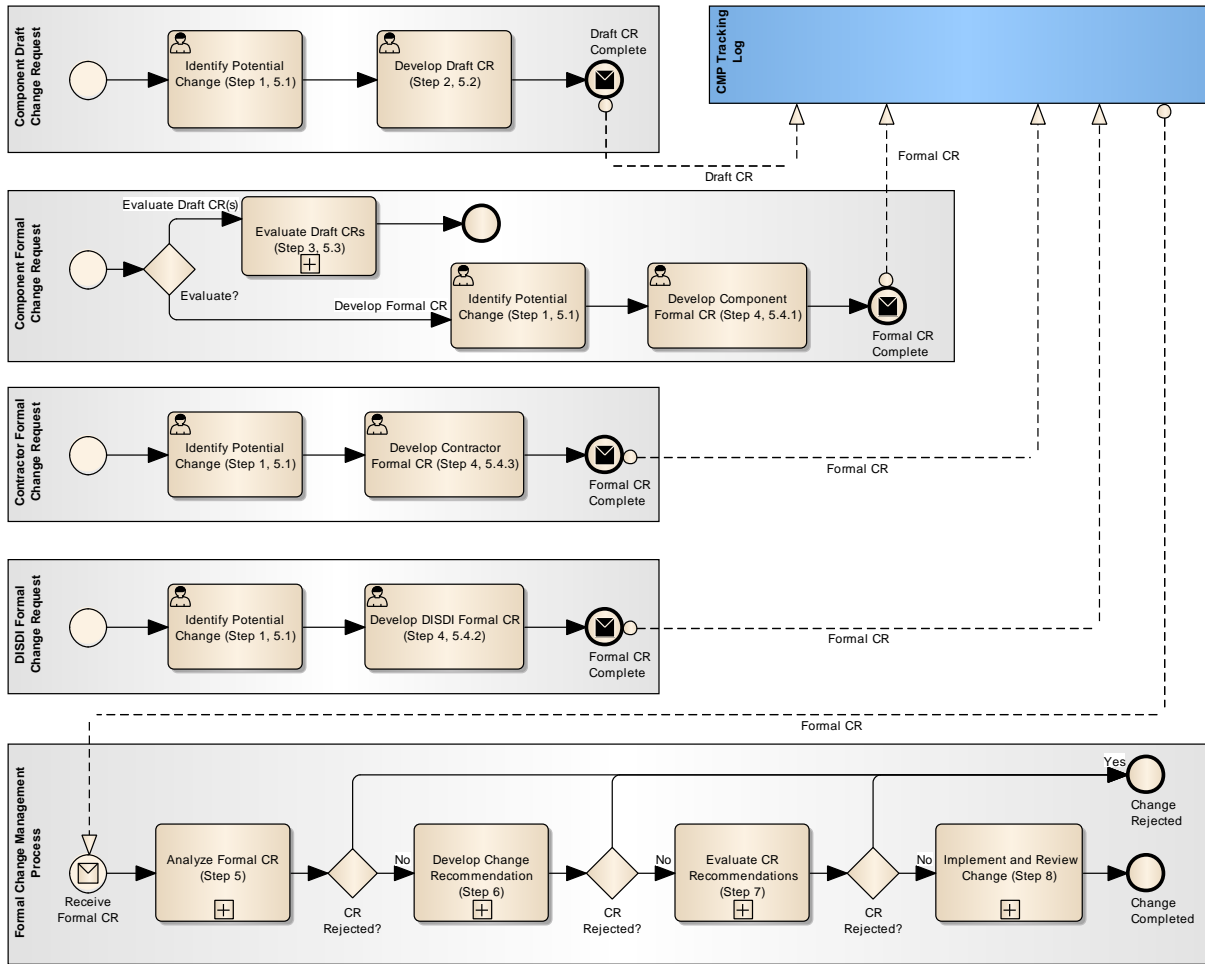 Component Draft
Change Request
Identify Potential
Change (Step 1, 5.1)
Develop Draft CR
(Step 2, 5.2)
Draft CR
Complete
CMP Tracking
Log
Draft CR
Formal CR
Component Formal
Change Request
Evaluate Draft CR(s)
Evaluate Draft CRs
(Step 3, 5.3)
Evaluate?
Develop Formal CR
Identify Potential
Change (Step 1, 5.1)
Develop Component
Formal CR (Step 4, 5.4.1)
Formal CR
Complete
Contractor Formal
Change Request
Identify Potential
Change (Step 1, 5.1)
Develop Contractor
Formal CR (Step 4, 5.4.3)
Formal CR
Complete
Formal CR
DISDI Formal
Change Request
Identify Potential
Change (Step 1, 5.1)
Develop DISDI Formal CR
(Step 4, 5.4.2)
Formal CR
Complete
Formal CR
Formal CR
Formal Change Management
Process
Receive
Formal CR
Analyze Formal CR
(Step 5)
CR
Rejected?
No
Develop Change
Recommendation
(Step 6)
CR
Rejected?
No
Evaluate CR
Recommendations
(Step 7)
CR
Rejected?
No
Implement and Review
Change (Step 8)
Yes
Change
Rejected
Change
Completed